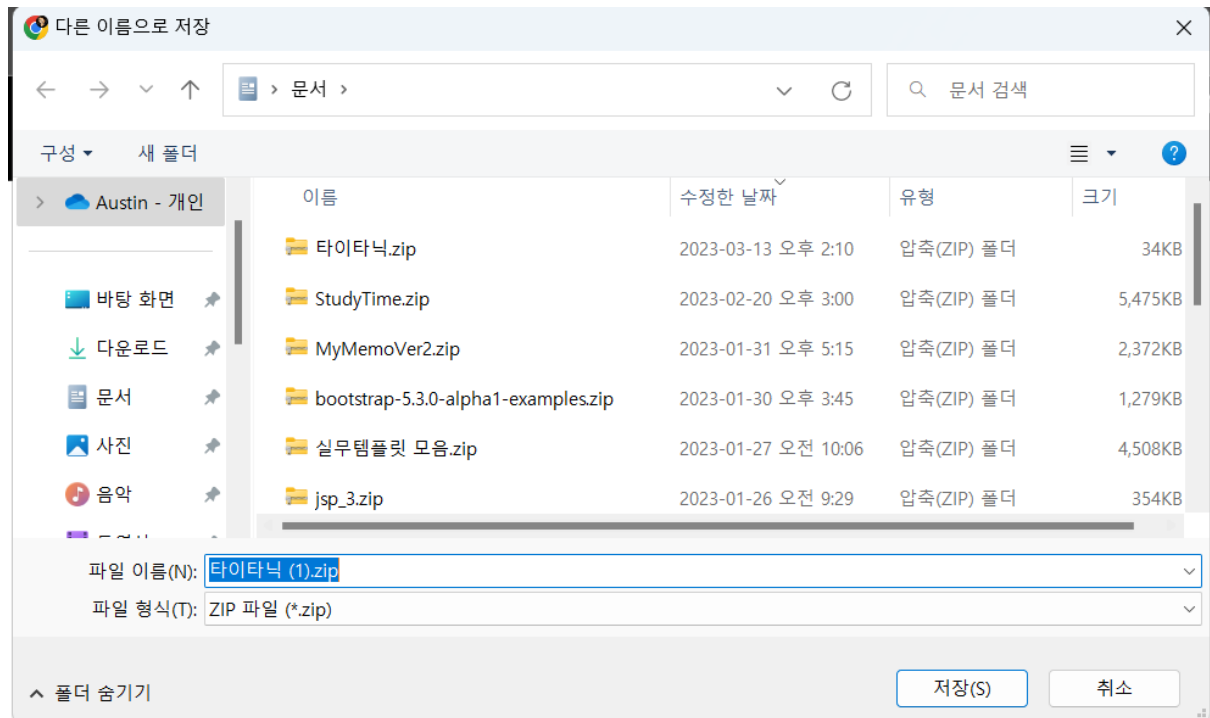 다른 이름으로 저장
문서
문서 검색
구성 새 폴더
Austin - 개인
이름 수정한 날짜 유형 크기
타이타닉.zip 2023-03-13 오후 2:10 압축(ZIP) 폴더 34KB
StudyTime.zip 2023-02-20 오후 3:00 압축(ZIP) 폴더 5,475KB
MyMemoVer2.zip 2023-01-31 오후 5:15 압축(ZIP) 폴더 2,372KB
bootstrap-5.3.0-alpha1-examples.zip 2023-01-30 오후 3:45 압축(ZIP) 폴더 1,279KB
실무템플릿 모음.zip 2023-01-27 오전 10:06 압축(ZIP) 폴더 4,508KB
jsp_3.zip 2023-01-26 오전 9:29 압축(ZIP) 폴더 354KB
바탕 화면
다운로드
문서
사진
음악
파일 이름(N): 타이타닉 (1).zip
파일 형식(T): ZIP 파일 (*.zip)
폴더 숨기기
저장(S) 취소